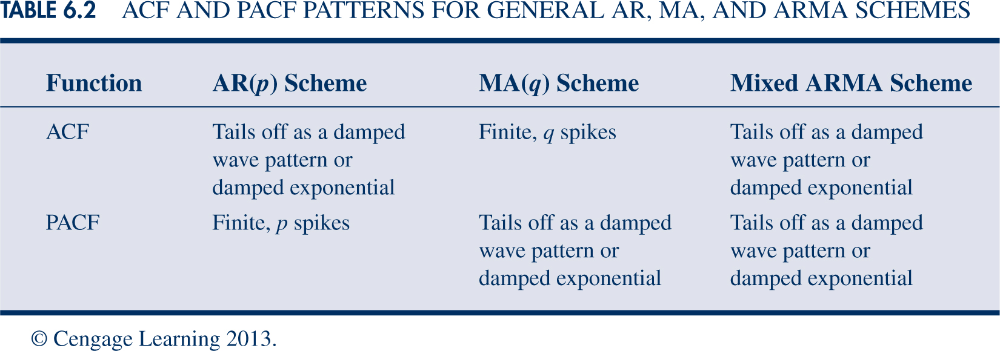 TABLE 6.2 ACF AND PACF PATTERNS FOR GENERAL AR, MA, AND ARMA SCHEMES
Function AR(p) Scheme MA(q) Scheme Mixed ARMA Scheme
ACF Tails off as a damped Finite, q spikes Tails off as a damped
wave pattern or wave pattern or
damped exponential damped exponential
PACF Finite, p spikes Tails off as a damped Tails off as a damped
wave pattern or wave pattern or
damped exponential damped exponential
© Cengage Learning 2013.